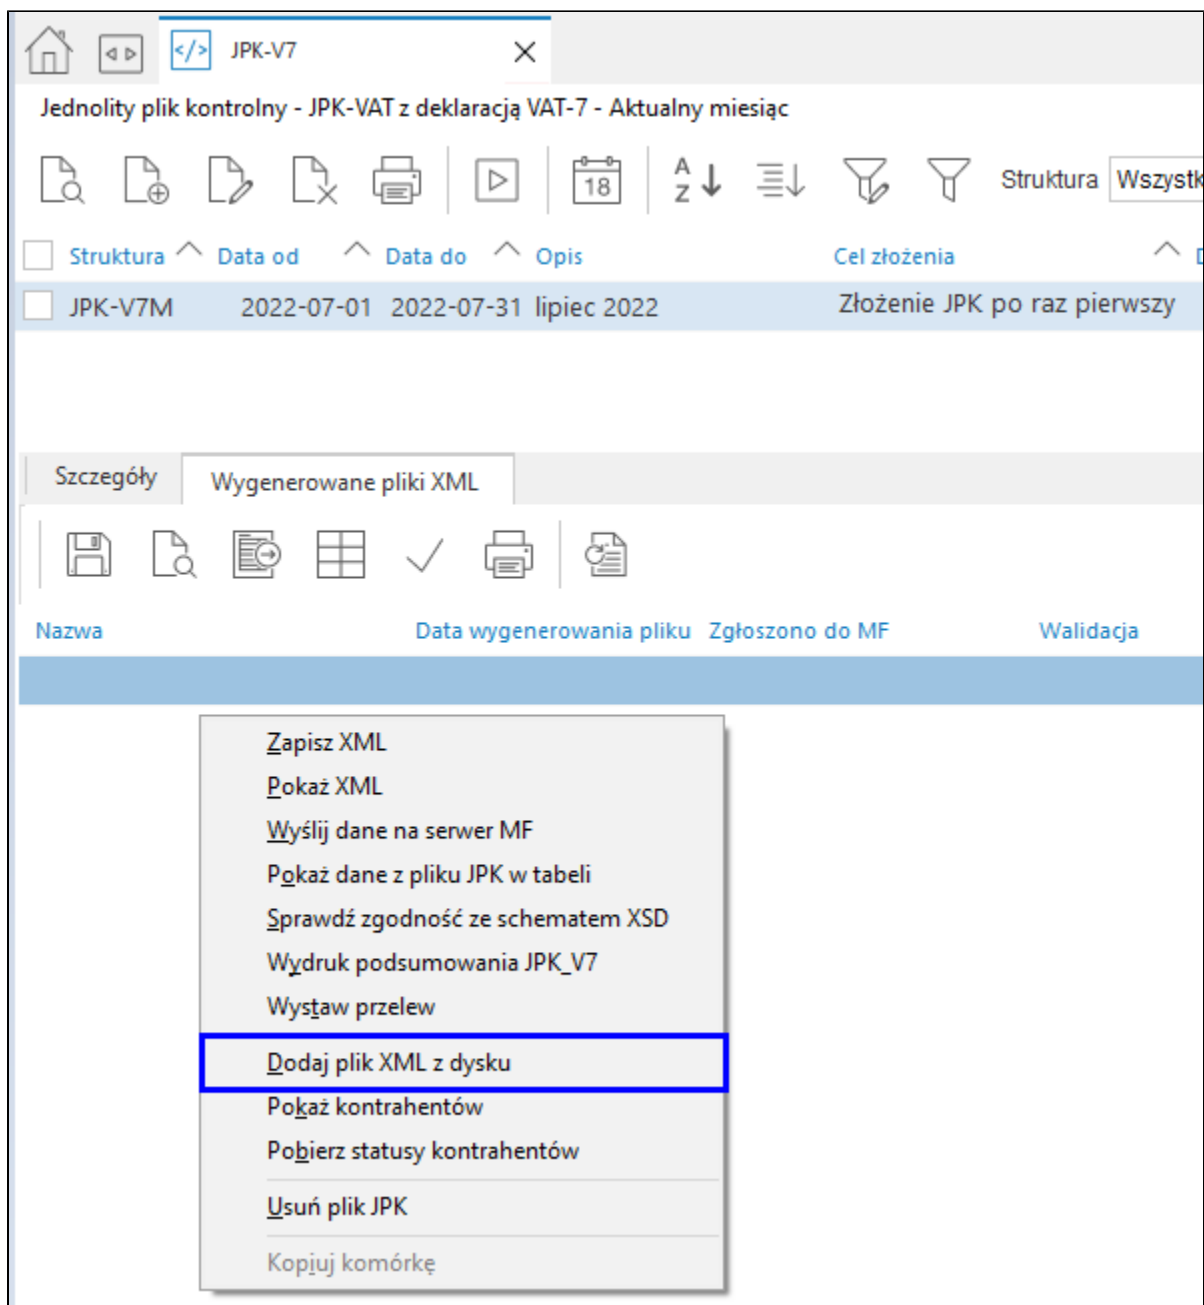 JPK-V7
Jednolity plik kontrolny - JPK-VAT z deklaracją VAT-7 - Aktualny miesiąc
18 A Z Struktura Wszystk
Struktura Data od Data do Opis Cel złożenia
JPK-V7M 2022-07-01 2022-07-31 lipiec 2022 Złożenie JPK po raz pierwszy
Szczegóły Wygenerowane pliki XML
Nazwa Data wygenerowania pliku Zgłoszono do MF Walidacja
Zapisz XML
Pokaż XML
Wyślij dane na serwer MF
Pokaż dane z pliku JPK w tabeli
Sprawdź zgodność ze schematem XSD
Wydruk podsumowania JPK_V7
Wystaw przelew
Dodaj plik XML z dysku
Pokaż kontrahentów
Pobierz statusy kontrahentów
Usuń plik JPK
Kopiuj komórkę